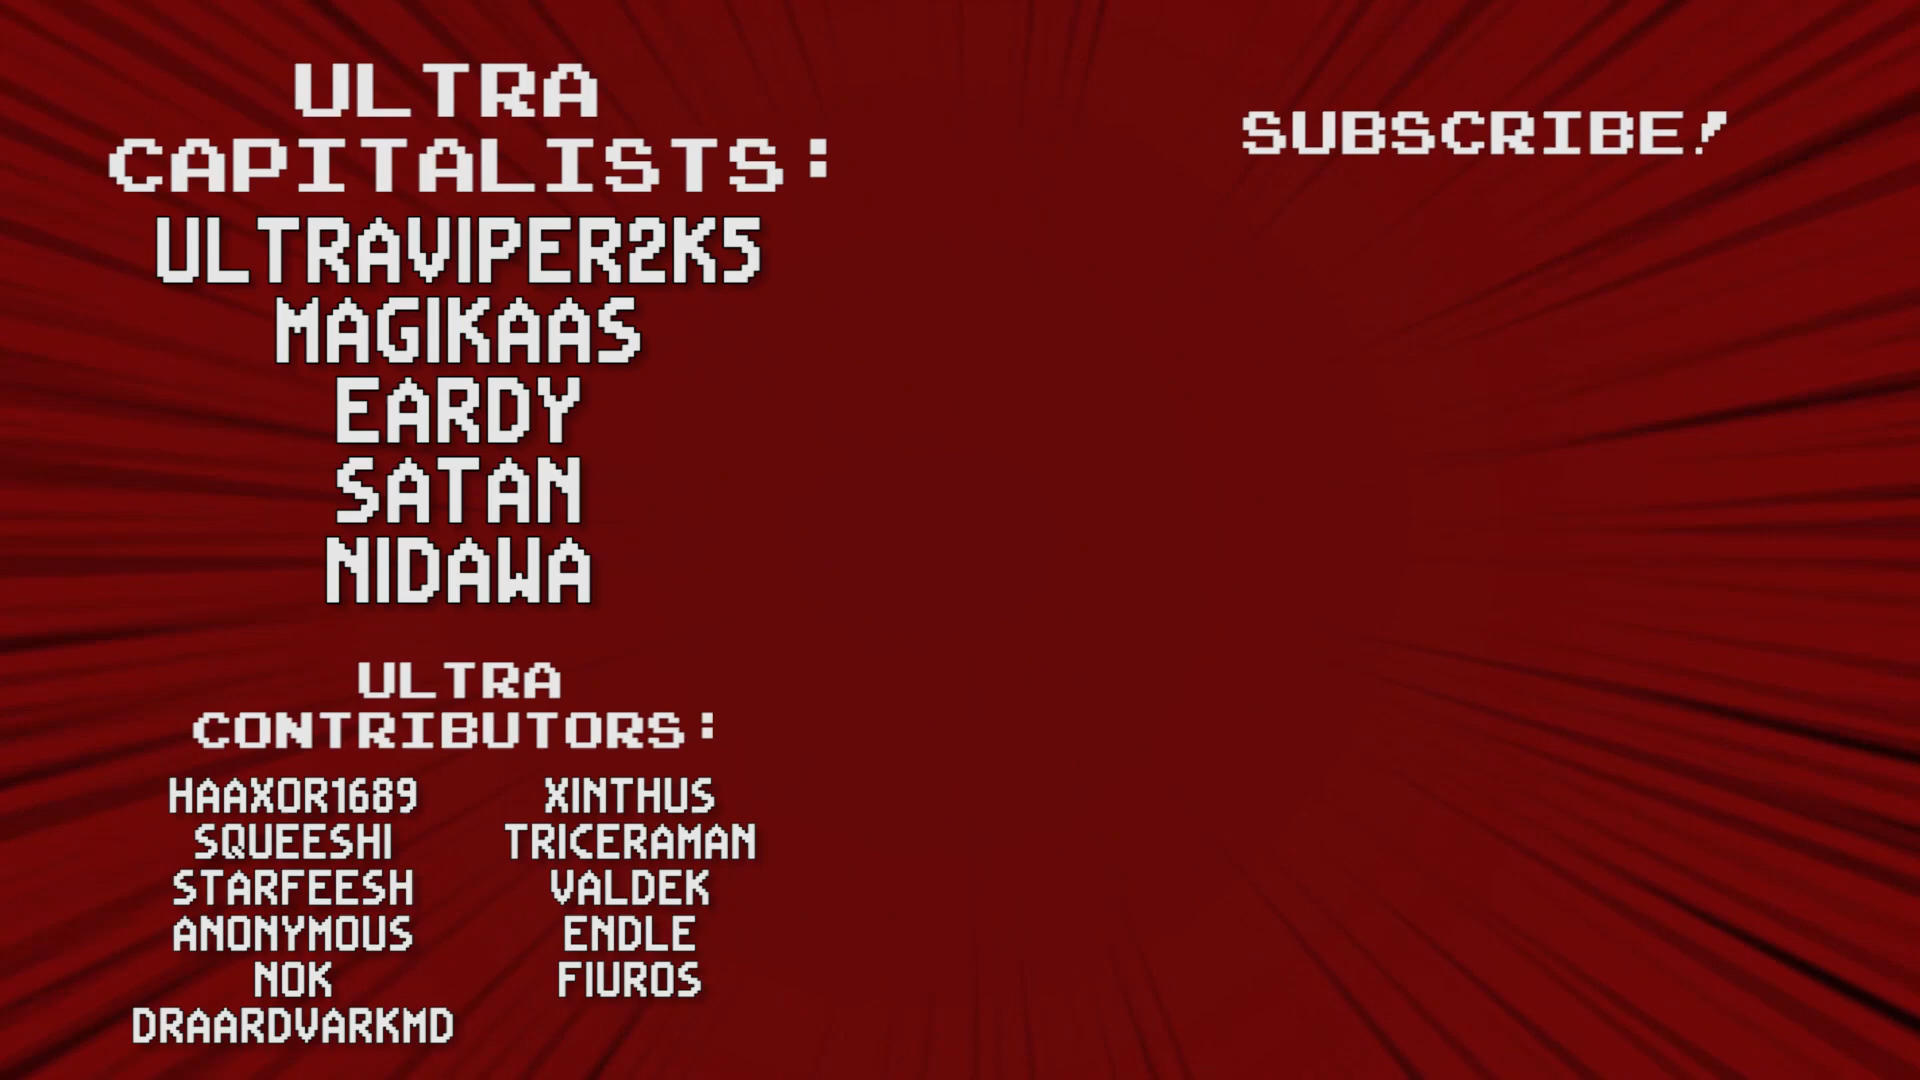 ULTRA
CAPITALISTS:
ULTRAVIPER2K5
MAGIKAAS
EARDY
SATAN
NIDAWA
ULTRA
CONTRIBUTORS:
HAAXOR1689
SQUEESHI
STARFEESH
ANONYMOUS
NOK
DRAARDVARKMD
XINTHUS
TRICERAMAN
VALDEK
ENDLE
FIUROS
SUBSCRIBE!